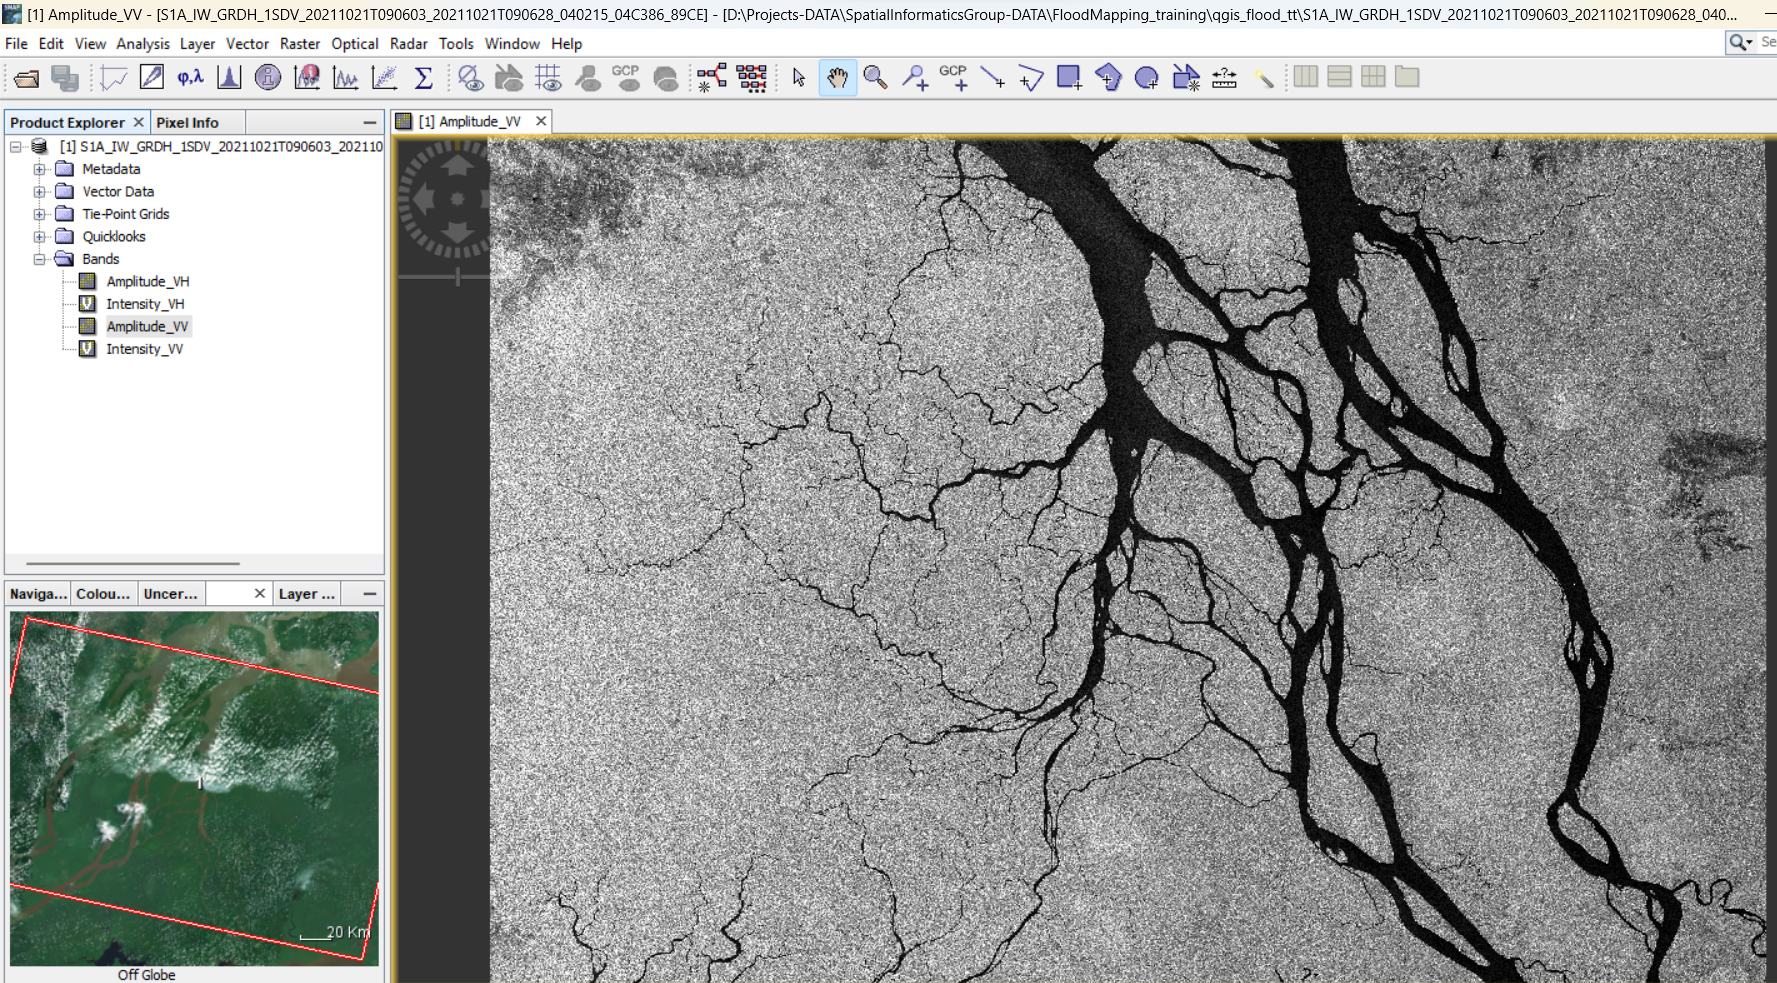 [1] Amplitude_VV - [S1A_IW_GRDH_1SDV_20211021T090603_20211021T090628_040215_04C386_89CE] - [D:\Projects-DATA\SpatialInformaticsGroup-DATA\FloodMapping_training\qgis_flood_tt\S1A_IW_GRDH_1SDV_20211021T090603_20211021T090628_040...
File Edit View Analysis Layer Vector Raster Optical Radar Tools Window Help
Se
φ,λ Σ GCP GCP
Product Explorer Pixel Info
[1] Amplitude_VV
[1] S1A_IW_GRDH_1SDV_20211021T090603_202110
Metadata
Vector Data
Tie-Point Grids
Quicklooks
Bands
Amplitude_VH
Intensity_VH
Amplitude_VV
Intensity_VV
Naviga... Colou... Uncer... Layer ...
20 Km
Off Globe